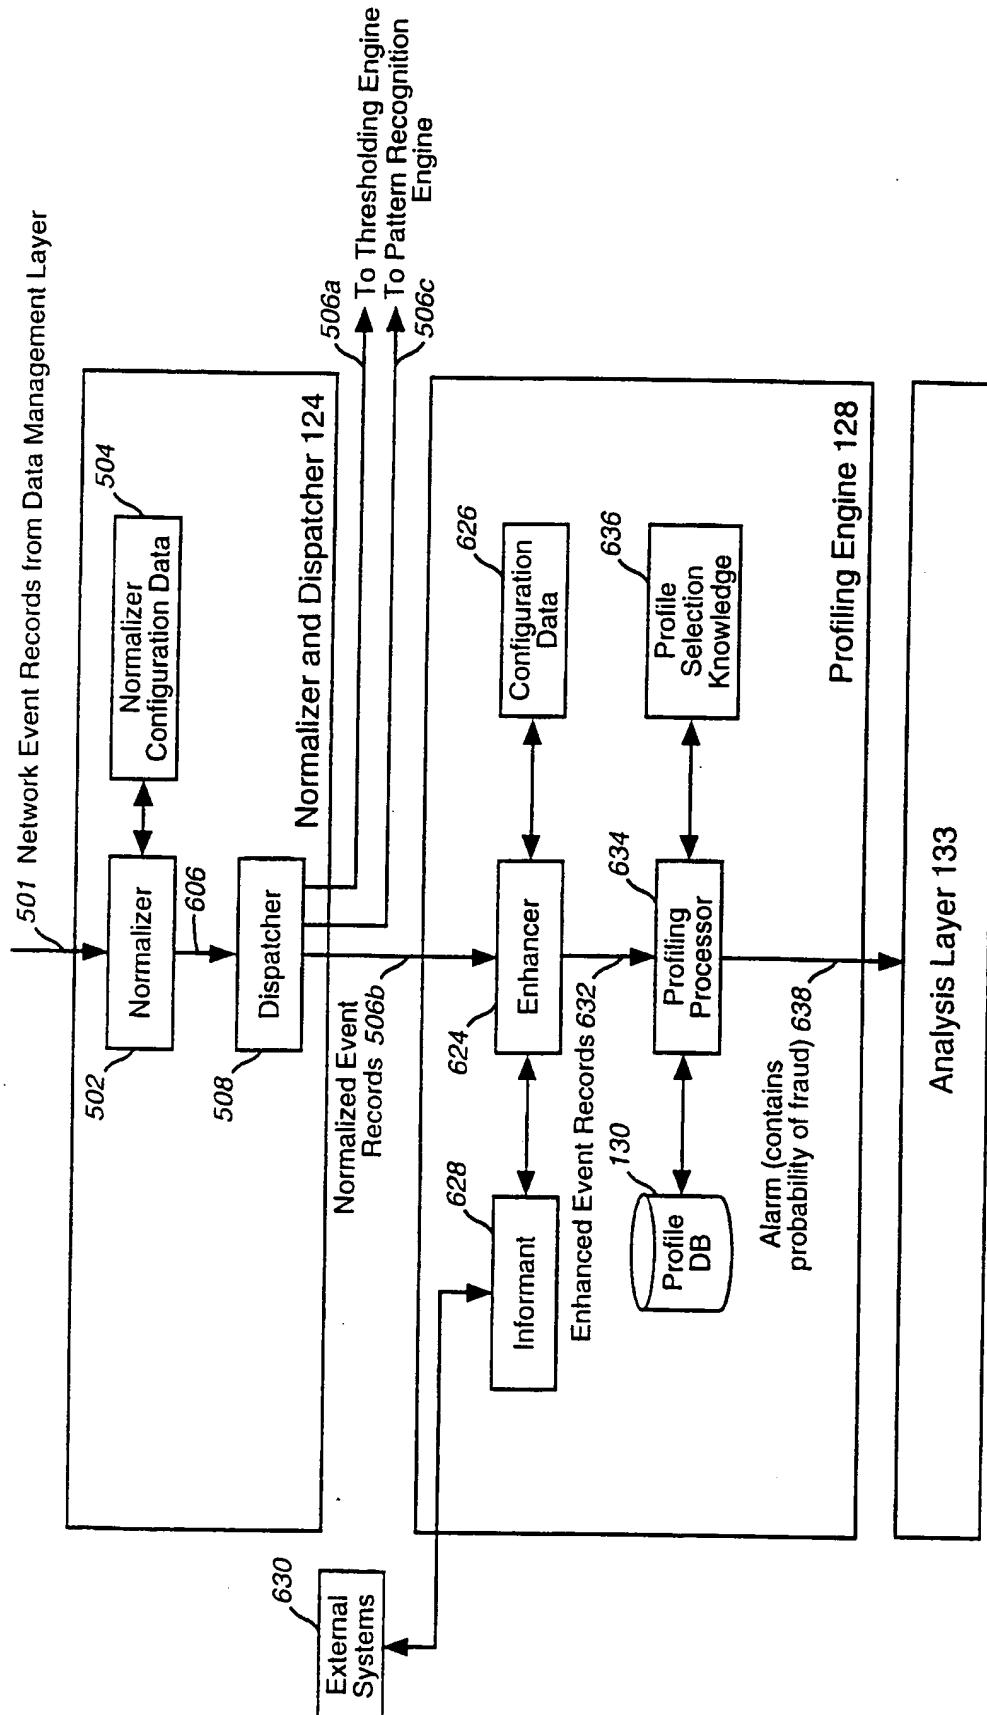 501 Network Event Records from Data Management Layer
502
Normalizer
Normalizer
Configuration Data
504
606
508
Dispatcher
Normalizer and Dispatcher 124
506a
To Thresholding Engine
To Pattern Recognition
Engine
506c
630
External
Systems
Normalized Event
Records 506b
628
Informant
624
Enhancer
Configuration
Data
626
Enhanced Event Records 632
130
Profile
DB
634
Profiling
Processor
636
Profile
Selection
Knowledge
Alarm (contains
probability of fraud) 638
Profiling Engine 128
Analysis Layer 133